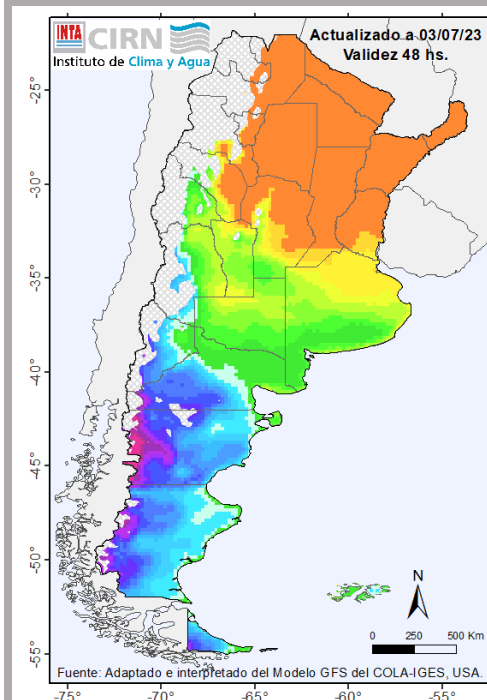 INTA CIRN
Instituto de Clima y Agua
Actualizado a 03/07/23
Validez 48 hs.
-25°
-30°
-35°
-40°
-45°
-50°
-55°
N
0 250 500 Km
Fuente: Adaptado e interpretado del Modelo GFS del COLA-IGES, USA.
-75° -70° -65° -60° -55°